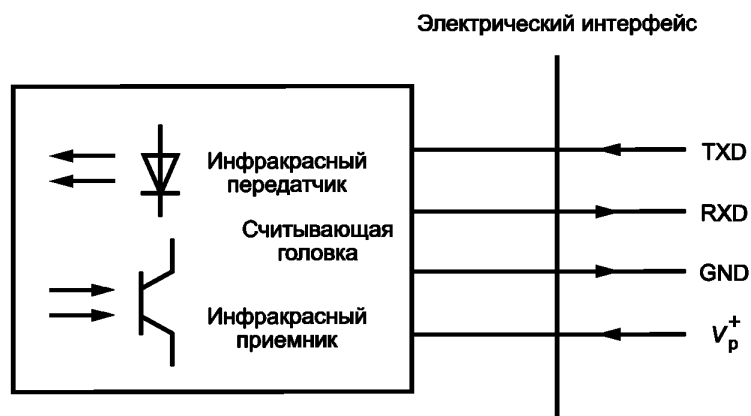 Электрический интерфейс
TXD
Инфракрасный
передатчик
RXD
Считывающая
головка
GND
Инфракрасный
приемник
V⁺ₚ